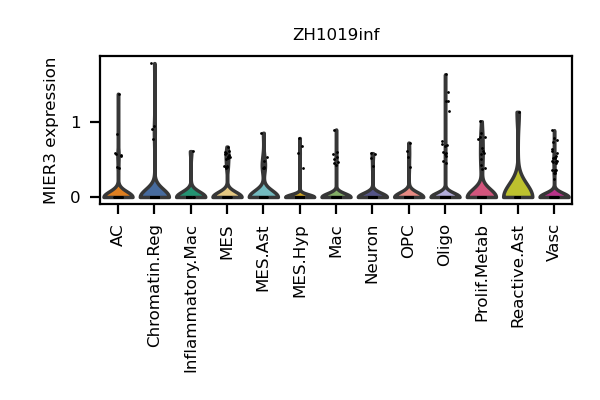 ZH1019inf
MIER3 expression
1
0
AC
Chromatin.Reg
Inflammatory.Mac
MES
MES.Ast
MES.Hyp
Mac
Neuron
OPC
Oligo
Prolif.Metab
Reactive.Ast
Vasc